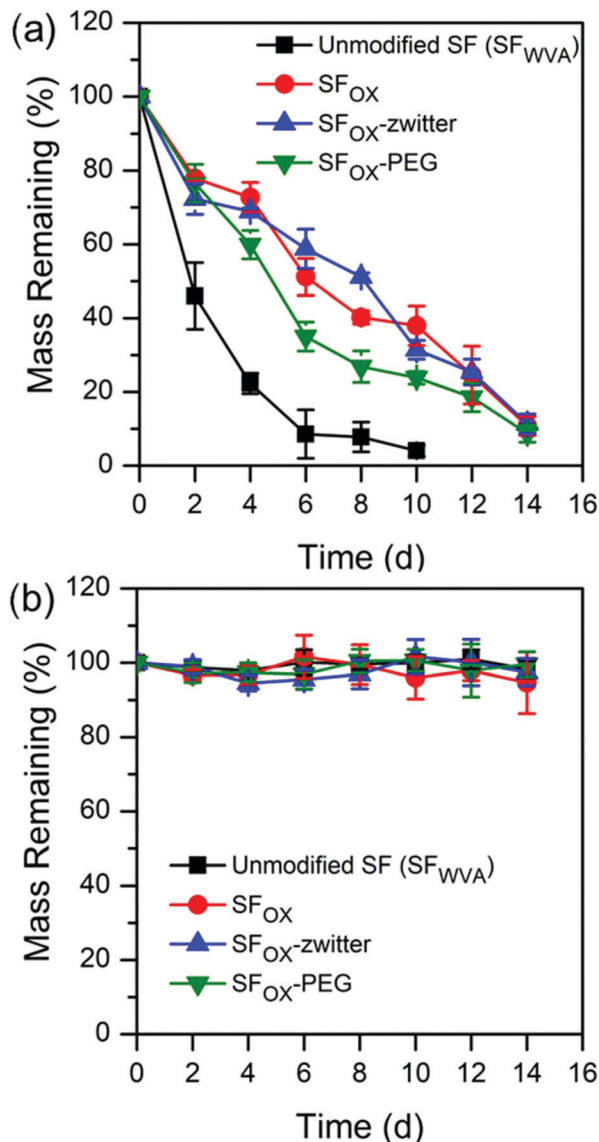 (a)
120
100
80
60
40
20
0
Mass Remaining (%)
Unmodified SF (SFWVA)
SFOX
SFOX-zwitter
SFOX-PEG
0 2 4 6 8 10 12 14 16
Time (d)
(b)
120
100
80
60
40
20
0
Mass Remaining (%)
Unmodified SF (SFWVA)
SFOX
SFOX-zwitter
SFOX-PEG
0 2 4 6 8 10 12 14 16
Time (d)